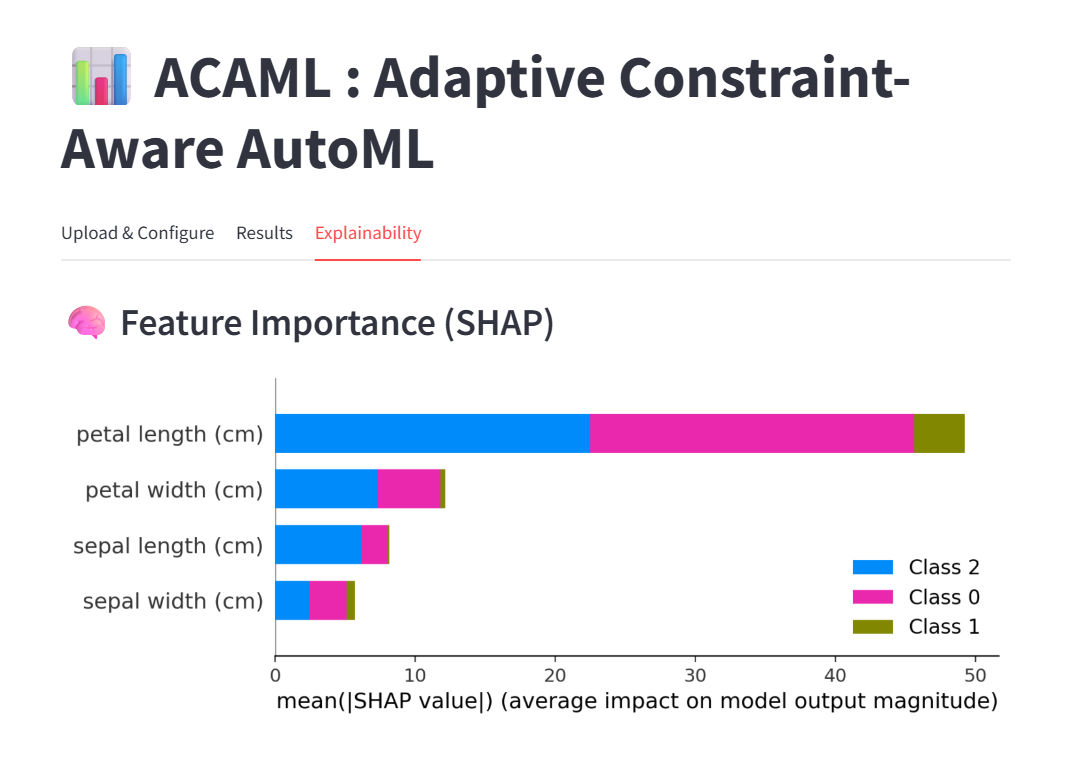 ACAML : Adaptive Constraint-
Aware AutoML
Upload & Configure Results Explainability
Feature Importance (SHAP)
petal length (cm)
petal width (cm)
sepal length (cm)
sepal width (cm)
Class 2
Class 0
Class 1
0 10 20 30 40 50
mean(|SHAP value|) (average impact on model output magnitude)